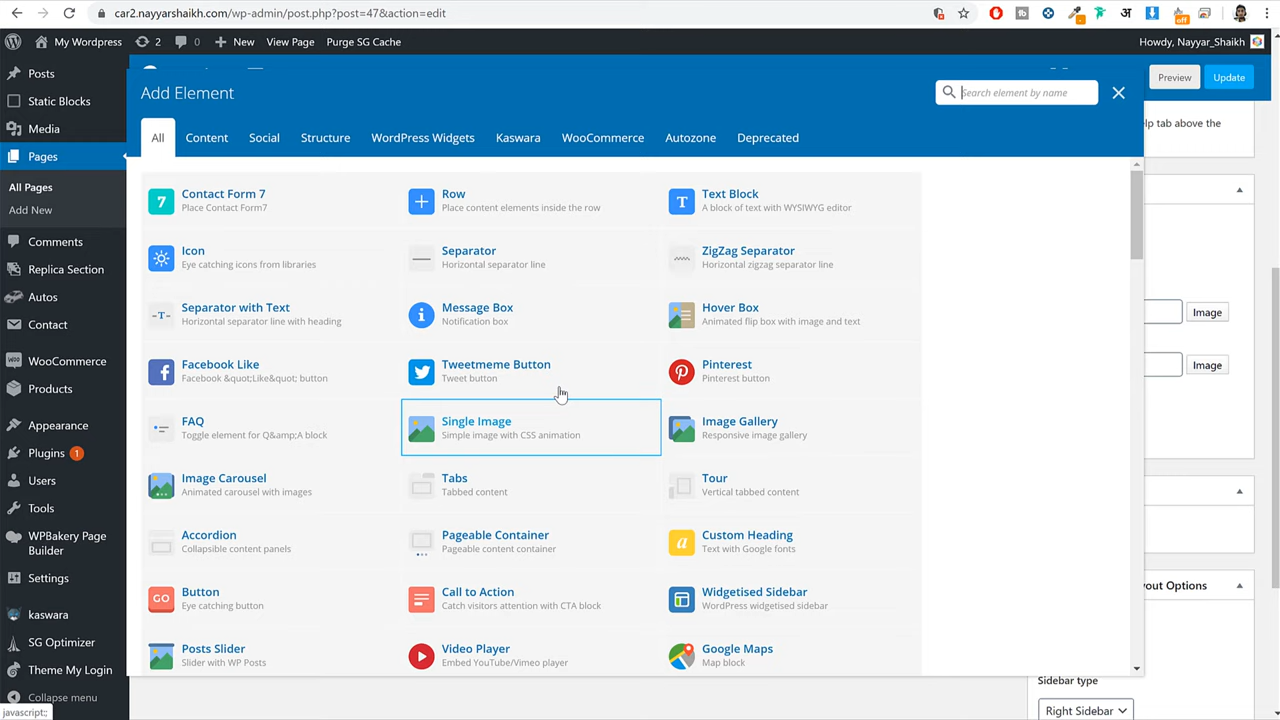 car2.nayyarshaikh.com/wp-admin/post.php?post=47&action=edit
off
My Wordpress
2
0
New
View Page
Purge SG Cache
Howdy, Nayyar_Shaikh
Posts
Static Blocks
Media
Pages
All Pages
Add New
Comments
Replica Section
Autos
Contact
WooCommerce
Products
Appearance
Plugins 1
Users
Tools
WPBakery Page
Builder
Settings
kaswara
SG Optimizer
Theme My Login
Collapse menu
javascript:;
Preview
Update
Add Element
Search element by name
All
Content
Social
Structure
WordPress Widgets
Kaswara
WooCommerce
Autozone
Deprecated
7
Contact Form 7
Place Contact Form7
Row
Place content elements inside the row
T
Text Block
A block of text with WYSIWYG editor
Icon
Eye catching icons from libraries
Separator
Horizontal separator line
ZigZag Separator
Horizontal zigzag separator line
-T-
Separator with Text
Horizontal separator line with heading
Message Box
Notification box
Hover Box
Animated flip box with image and text
Facebook Like
Facebook &quot;Like&quot; button
Tweetmeme Button
Tweet button
Pinterest
Pinterest button
FAQ
Toggle element for Q&amp;A block
Single Image
Simple image with CSS animation
Image Gallery
Responsive image gallery
Image Carousel
Animated carousel with images
Tabs
Tabbed content
Tour
Vertical tabbed content
Accordion
Collapsible content panels
Pageable Container
Pageable content container
a
Custom Heading
Text with Google fonts
GO
Button
Eye catching button
Call to Action
Catch visitors attention with CTA block
Widgetised Sidebar
WordPress widgetised sidebar
Posts Slider
Slider with WP Posts
Video Player
Embed YouTube/Vimeo player
Google Maps
Map block
lp tab above the
Image
Image
out Options
Sidebar type
Right Sidebar